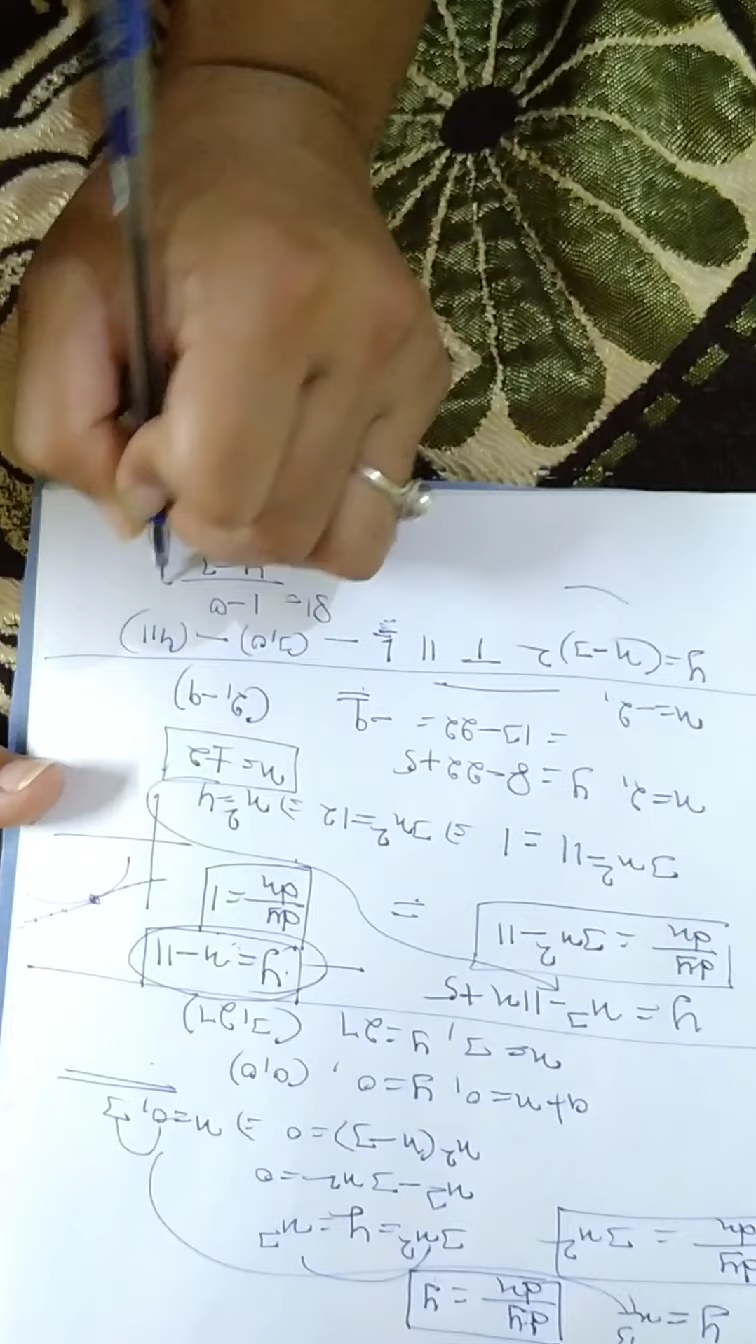 y = x³ dy/dx = y
dy/dx = 3x² 3x² = y = x³
x³ - 3x² = 0
x²(x-3) = 0 ⇒ x = 0, 3
at x = 0, y = 0, (0,0)
x = 3, y = 27 (3,27)
y = x³ - 11x + 5 y = x - 11
dy/dx = 3x² - 11 = dy/dx = 1
3x² - 11 = 1 ⇒ 3x² = 12 ⇒ x² = 4
x = 2, y = 8 - 22 + 5 x = ±2
= 13 - 22 = -9 (2, -9)
x = -2,
y = (x-3)² T || - (3,0) - (4,1)
= 1-0